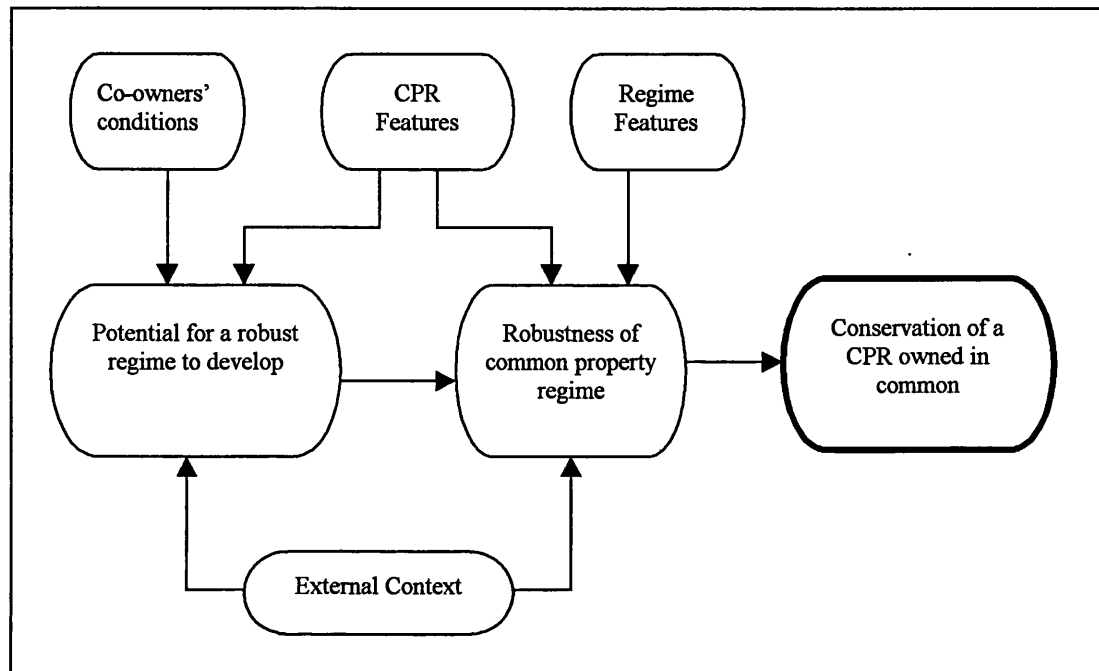 Co-owners'
conditions
CPR
Features
Regime
Features
Potential for a robust
regime to develop
Robustness of
common property
regime
Conservation of a
CPR owned in
common
External Context